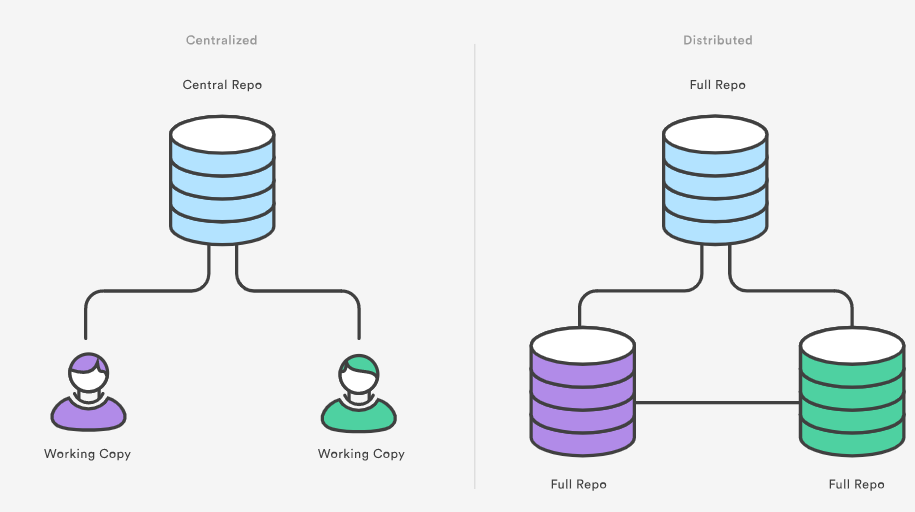 Centralized
Central Repo
Working Copy
Working Copy
Distributed
Full Repo
Full Repo
Full Repo